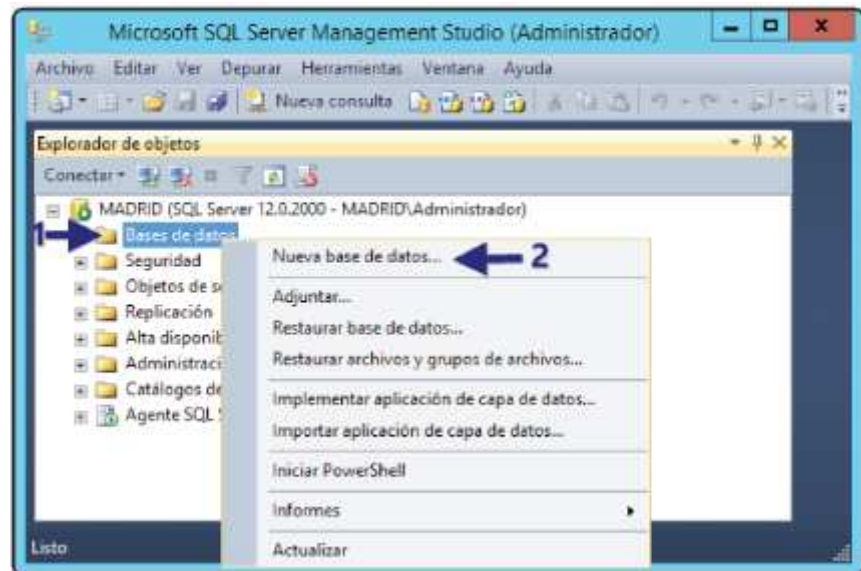 Microsoft SQL Server Management Studio (Administrador)
Archivo Editar Ver Depurar Herramientas Ventana Ayuda
Nueva consulta
Explorador de objetos
Conectar
MADRID (SQL Server 12.0.2000 - MADRID\Administrador)
1 Bases de datos
Seguridad
Objetos de s
Replicación
Alta disponib
Administraci
Catálogos de
Agente SQL S
Nueva base de datos... 2
Adjuntar...
Restaurar base de datos...
Restaurar archivos y grupos de archivos...
Implementar aplicación de capa de datos...
Importar aplicación de capa de datos...
Iniciar PowerShell
Informes
Actualizar
Listo